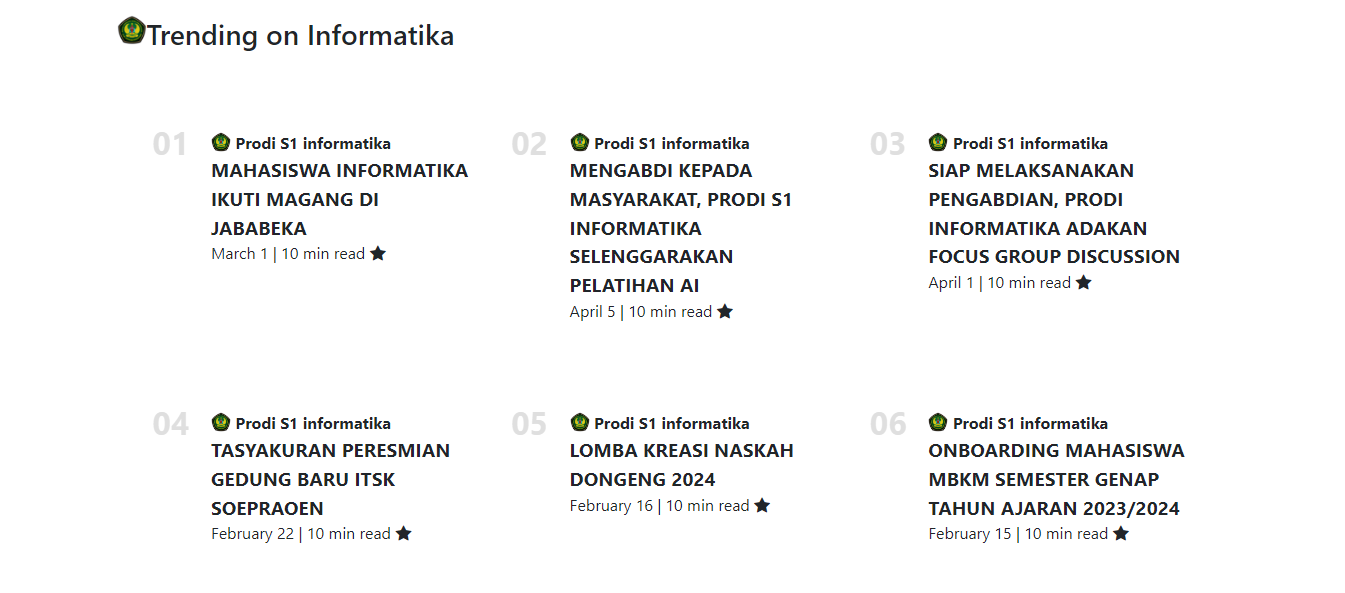 Trending on Informatika
01
Prodi S1 informatika
MAHASISWA INFORMATIKA
IKUTI MAGANG DI
JABABEKA
March 1 | 10 min read
02
Prodi S1 informatika
MENGABDI KEPADA
MASYARAKAT, PRODI S1
INFORMATIKA
SELENGGARAKAN
PELATIHAN AI
April 5 | 10 min read
03
Prodi S1 informatika
SIAP MELAKSANAKAN
PENGABDIAN, PRODI
INFORMATIKA ADAKAN
FOCUS GROUP DISCUSSION
April 1 | 10 min read
04
Prodi S1 informatika
TASYAKURAN PERESMIAN
GEDUNG BARU ITSK
SOEPRAOEN
February 22 | 10 min read
05
Prodi S1 informatika
LOMBA KREASI NASKAH
DONGENG 2024
February 16 | 10 min read
06
Prodi S1 informatika
ONBOARDING MAHASISWA
MBKM SEMESTER GENAP
TAHUN AJARAN 2023/2024
February 15 | 10 min read